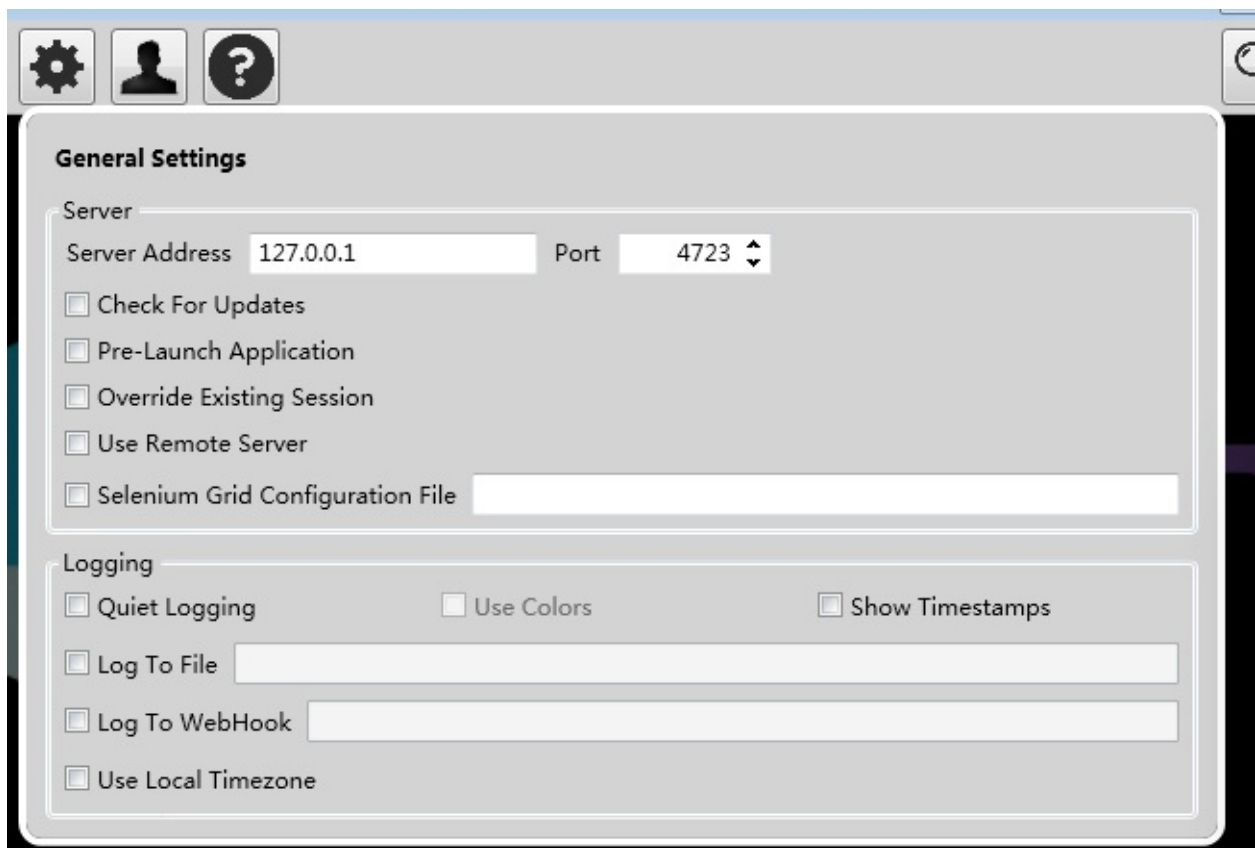 General Settings
Server
Server Address 127.0.0.1 Port 4723
Check For Updates
Pre-Launch Application
Override Existing Session
Use Remote Server
Selenium Grid Configuration File
Logging
Quiet Logging Use Colors Show Timestamps
Log To File
Log To WebHook
Use Local Timezone